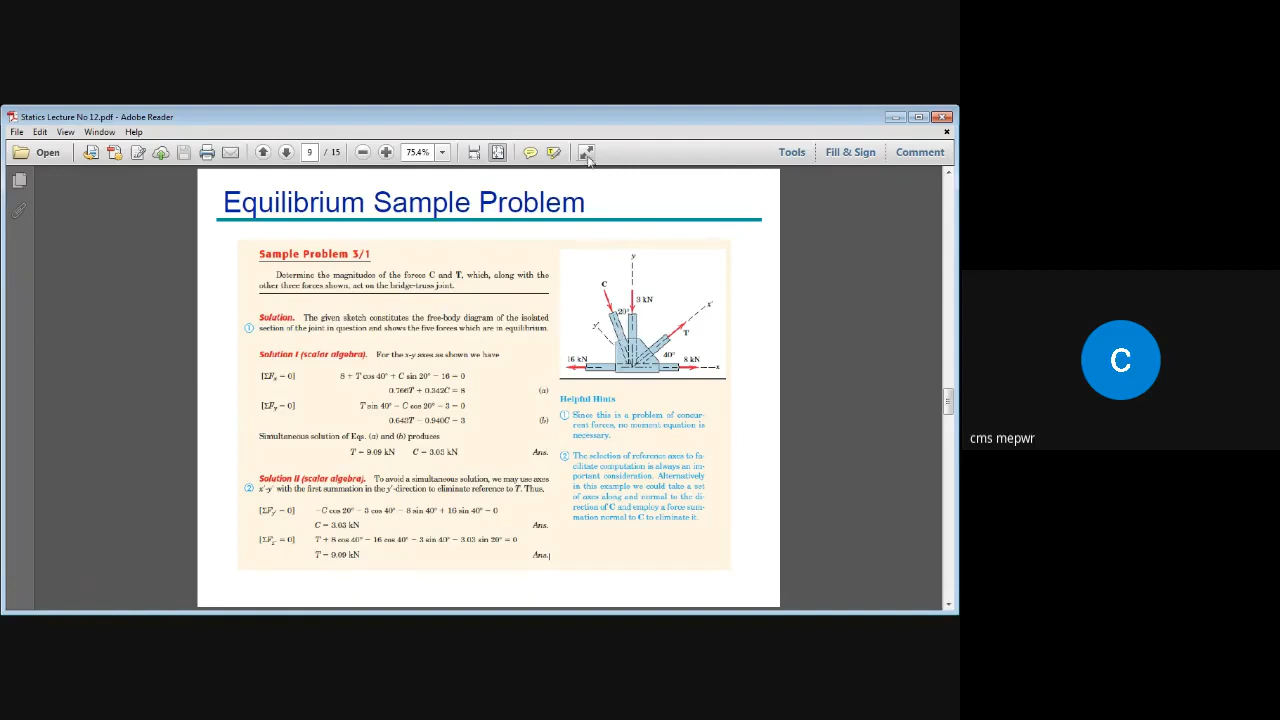 Statics Lecture No 12.pdf - Adobe Reader
File Edit View Window Help
Open 9 / 15 75.4% Tools Fill & Sign Comment
Equilibrium Sample Problem
Sample Problem 3/1
Determine the magnitudes of the forces C and T, which, along with the
other three forces shown, act on the bridge-truss joint.
Solution. The given sketch constitutes the free-body diagram of the isolated
① section of the joint in question and shows the five forces which are in equilibrium.
Solution I (scalar algebra). For the x-y axes as shown we have
[ΣFx = 0] 8 + T cos 40° + C sin 20° − 16 = 0
0.766T + 0.342C = 8 (a)
[ΣFy = 0] T sin 40° − C cos 20° − 3 = 0
0.643T − 0.940C = 3 (b)
Simultaneous solution of Eqs. (a) and (b) produces
T = 9.09 kN C = 3.03 kN Ans.
Solution II (scalar algebra). To avoid a simultaneous solution, we may use axes
② x′-y′ with the first summation in the y′-direction to eliminate reference to T. Thus,
[ΣFy′ = 0] −C cos 20° − 3 cos 40° − 8 sin 40° + 16 sin 40° = 0
C = 3.03 kN Ans.
[ΣFx′ = 0] T + 8 cos 40° − 16 cos 40° − 3 sin 40° − 3.03 sin 20° = 0
T = 9.09 kN Ans.
y
C
3 kN
x′
20°
y′
T
40°
16 kN
8 kN
x
Helpful Hints
① Since this is a problem of concur-
rent forces, no moment equation is
necessary.
② The selection of reference axes to fa-
cilitate computation is always an im-
portant consideration. Alternatively
in this example we could take a set
of axes along and normal to the di-
rection of C and employ a force sum-
mation normal to C to eliminate it.
C
cms mepwr